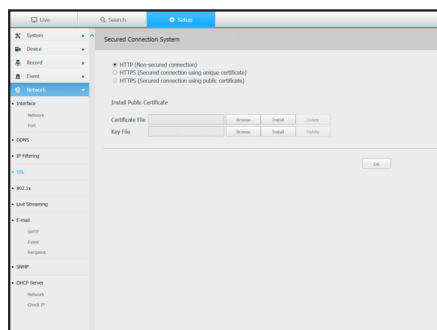 Live
Search
Setup
System
Device
Record
Event
Network
Interface
Network
Port
DDNS
IP Filtering
SSL
802.1x
Live Streaming
E-mail
SMTP
Event
Recipient
SNMP
DHCP Server
Network
Check IP
Secured Connection System
HTTP (Non-secured connection)
HTTPS (Secured connection using unique certificate)
HTTPS (Secured connection using public certificate)
Install Public Certificate
Certificate File Browse Install Delete
Key File Browse Install Delete
OK